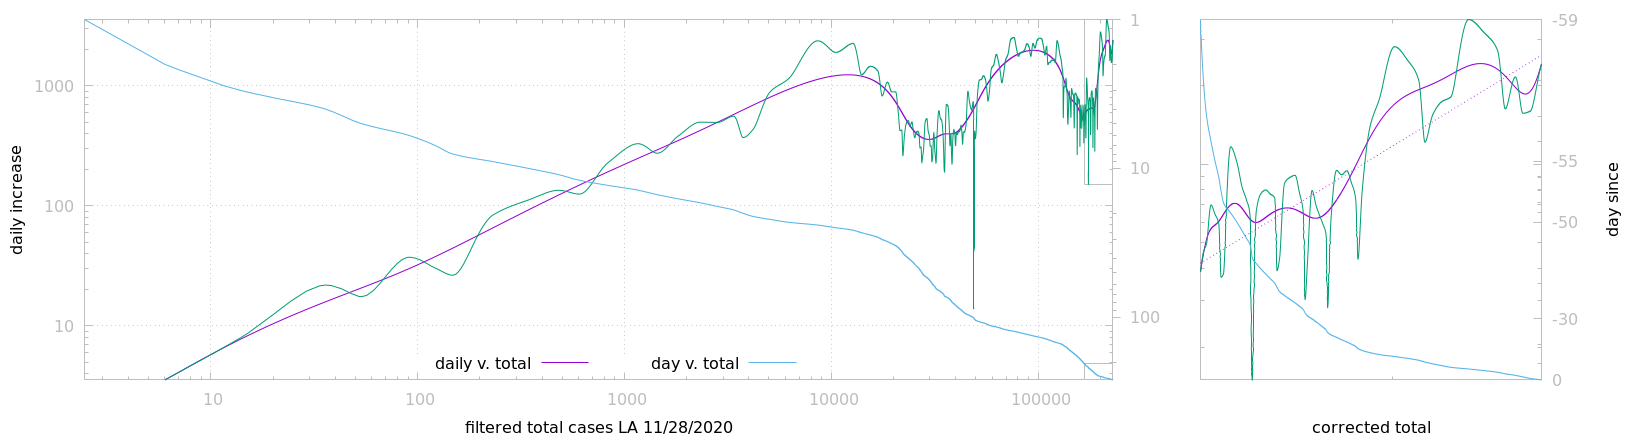 1000
100
10
daily increase
daily v. total
day v. total
10
100
1000
10000
100000
filtered total cases LA 11/28/2020
1
10
100
-59
-55
-50
-30
0
day since
corrected total